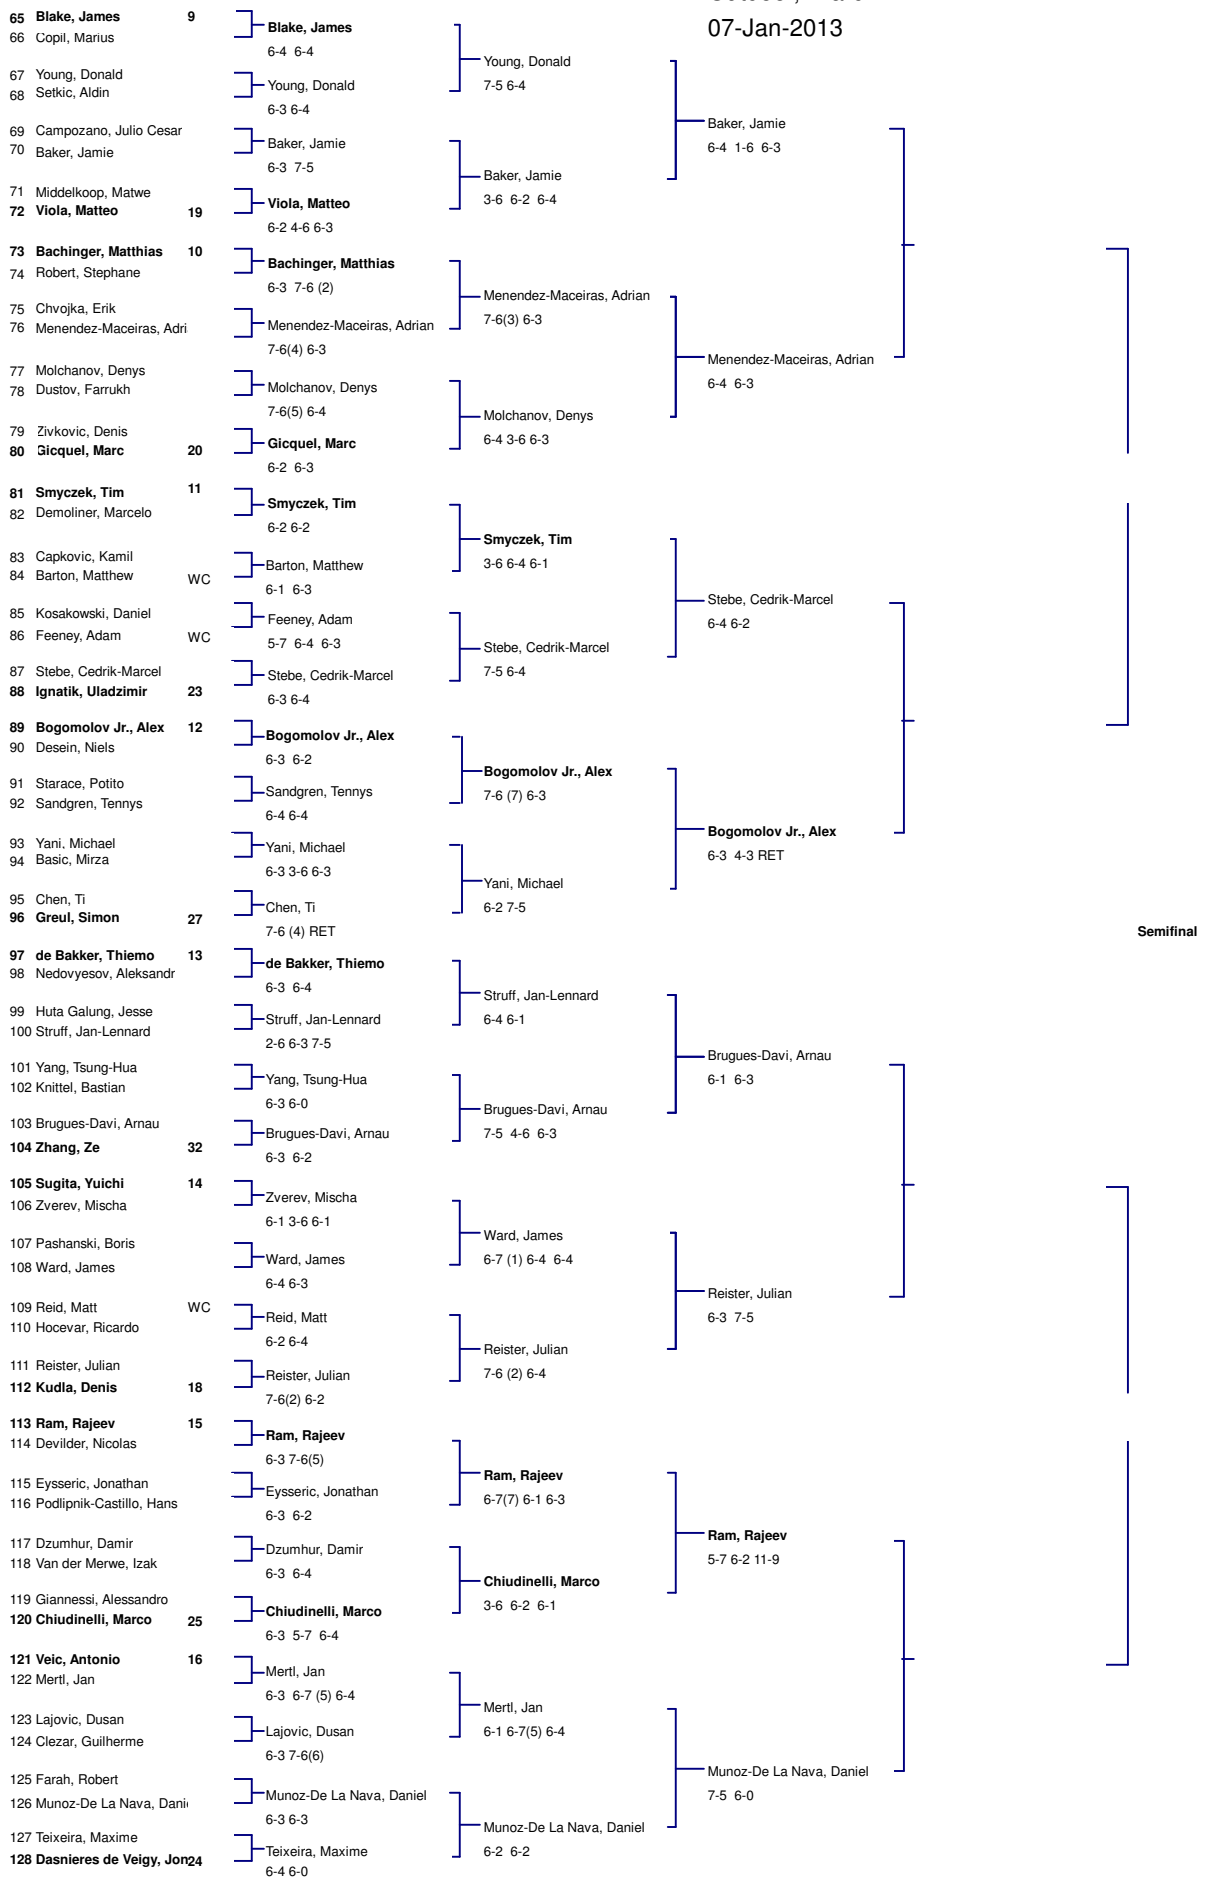 07-Jan-2013
65 Blake, James 9
66 Copil, Marius
Blake, James
6-4 6-4
67 Young, Donald
68 Setkic, Aldin
Young, Donald
6-3 6-4
Young, Donald
7-5 6-4
69 Campozano, Julio Cesar
70 Baker, Jamie
Baker, Jamie
6-3 7-5
71 Middelkoop, Matwe
72 Viola, Matteo 19
Viola, Matteo
6-2 4-6 6-3
Baker, Jamie
3-6 6-2 6-4
Baker, Jamie
6-4 1-6 6-3
73 Bachinger, Matthias 10
74 Robert, Stephane
Bachinger, Matthias
6-3 7-6 (2)
75 Chvojka, Erik
76 Menendez-Maceiras, Adri
Menendez-Maceiras, Adrian
7-6(4) 6-3
Menendez-Maceiras, Adrian
7-6(3) 6-3
77 Molchanov, Denys
78 Dustov, Farrukh
Molchanov, Denys
7-6(5) 6-4
79 Zivkovic, Denis
80 Gicquel, Marc 20
Gicquel, Marc
6-2 6-3
Molchanov, Denys
6-4 3-6 6-3
Menendez-Maceiras, Adrian
6-4 6-3
81 Smyczek, Tim 11
82 Demoliner, Marcelo
Smyczek, Tim
6-2 6-2
83 Capkovic, Kamil
84 Barton, Matthew WC
Barton, Matthew
6-1 6-3
Smyczek, Tim
3-6 6-4 6-1
85 Kosakowski, Daniel
86 Feeney, Adam WC
Feeney, Adam
5-7 6-4 6-3
87 Stebe, Cedrik-Marcel
88 Ignatik, Uladzimir 23
Stebe, Cedrik-Marcel
6-3 6-4
Stebe, Cedrik-Marcel
7-5 6-4
Stebe, Cedrik-Marcel
6-4 6-2
89 Bogomolov Jr., Alex 12
90 Desein, Niels
Bogomolov Jr., Alex
6-3 6-2
91 Starace, Potito
92 Sandgren, Tennys
Sandgren, Tennys
6-4 6-4
Bogomolov Jr., Alex
7-6 (7) 6-3
93 Yani, Michael
94 Basic, Mirza
Yani, Michael
6-3 3-6 6-3
95 Chen, Ti
96 Greul, Simon 27
Chen, Ti
7-6 (4) RET
Yani, Michael
6-2 7-5
Bogomolov Jr., Alex
6-3 4-3 RET
Semifinal
97 de Bakker, Thiemo 13
98 Nedovyesov, Aleksandr
de Bakker, Thiemo
6-3 6-4
99 Huta Galung, Jesse
100 Struff, Jan-Lennard
Struff, Jan-Lennard
2-6 6-3 7-5
Struff, Jan-Lennard
6-4 6-1
101 Yang, Tsung-Hua
102 Knittel, Bastian
Yang, Tsung-Hua
6-3 6-0
103 Brugues-Davi, Arnau
104 Zhang, Ze 32
Brugues-Davi, Arnau
6-3 6-2
Brugues-Davi, Arnau
7-5 4-6 6-3
Brugues-Davi, Arnau
6-1 6-3
105 Sugita, Yuichi 14
106 Zverev, Mischa
Zverev, Mischa
6-1 3-6 6-1
107 Pashanski, Boris
108 Ward, James
Ward, James
6-4 6-3
Ward, James
6-7 (1) 6-4 6-4
109 Reid, Matt WC
110 Hocevar, Ricardo
Reid, Matt
6-2 6-4
111 Reister, Julian
112 Kudla, Denis 18
Reister, Julian
7-6(2) 6-2
Reister, Julian
7-6 (2) 6-4
Reister, Julian
6-3 7-5
113 Ram, Rajeev 15
114 Devilder, Nicolas
Ram, Rajeev
6-3 7-6(5)
115 Eysseric, Jonathan
116 Podlipnik-Castillo, Hans
Eysseric, Jonathan
6-3 6-2
Ram, Rajeev
6-7(7) 6-1 6-3
117 Dzumhur, Damir
118 Van der Merwe, Izak
Dzumhur, Damir
6-3 6-4
119 Giannessi, Alessandro
120 Chiudinelli, Marco 25
Chiudinelli, Marco
6-3 5-7 6-4
Chiudinelli, Marco
3-6 6-2 6-1
Ram, Rajeev
5-7 6-2 11-9
121 Veic, Antonio 16
122 Mertl, Jan
Mertl, Jan
6-3 6-7 (5) 6-4
123 Lajovic, Dusan
124 Clezar, Guilherme
Lajovic, Dusan
6-3 7-6(6)
Mertl, Jan
6-1 6-7(5) 6-4
125 Farah, Robert
126 Munoz-De La Nava, Dani
Munoz-De La Nava, Daniel
6-3 6-3
127 Teixeira, Maxime
128 Dasnieres de Veigy, Jon 24
Teixeira, Maxime
6-4 6-0
Munoz-De La Nava, Daniel
6-2 6-2
Munoz-De La Nava, Daniel
7-5 6-0